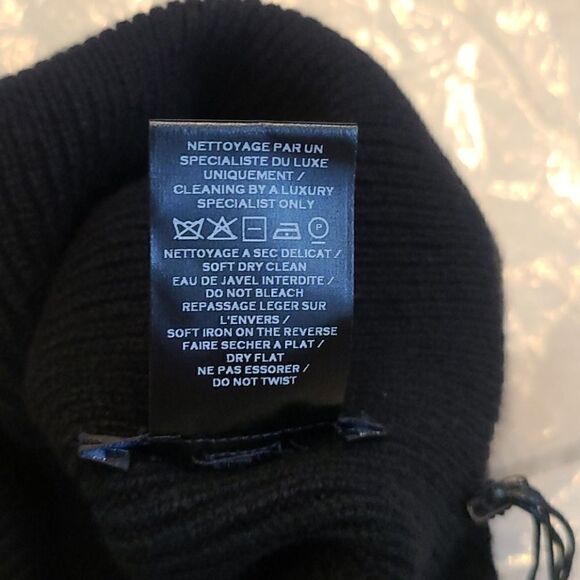 NETTOYAGE PAR UN
SPECIALISTE DU LUXE
UNIQUEMENT /
CLEANING BY A LUXURY
SPECIALIST ONLY
P
NETTOYAGE A SEC DELICAT /
SOFT DRY CLEAN
EAU DE JAVEL INTERDITE /
DO NOT BLEACH
REPASSAGE LEGER SUR
L'ENVERS /
SOFT IRON ON THE REVERSE
FAIRE SECHER A PLAT /
DRY FLAT
NE PAS ESSORER /
DO NOT TWIST